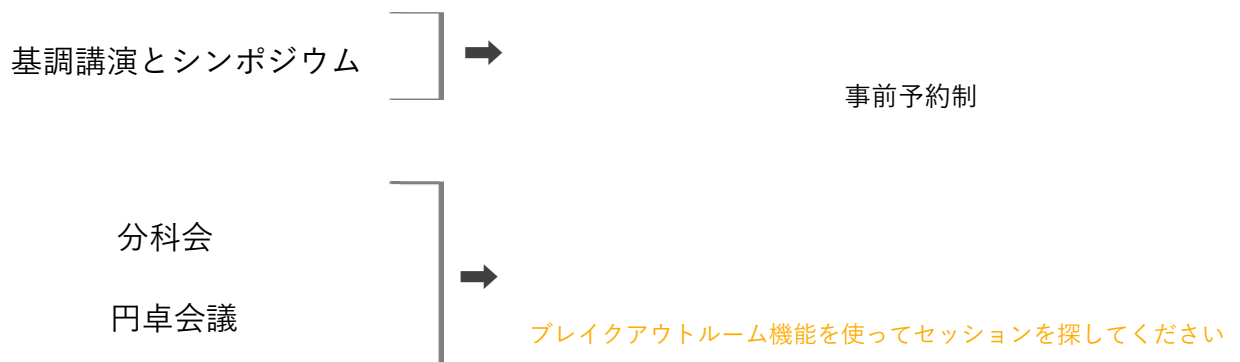 基調講演とシンポジウム
事前予約制
分科会
円卓会議
ブレイクアウトルーム機能を使ってセッションを探してください